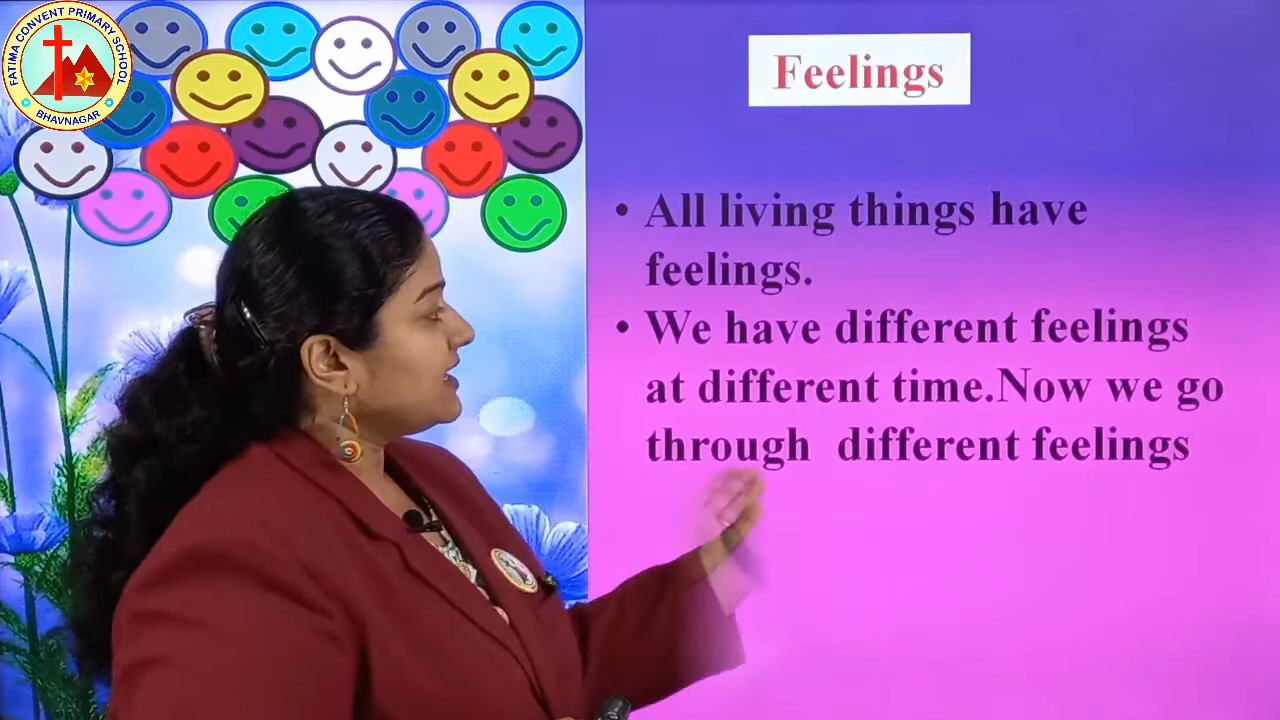 FATIMA CONVENT PRIMARY SCHOOL
BHAVNAGAR
Feelings
• All living things have
feelings.
• We have different feelings
at different time.Now we go
through different feelings